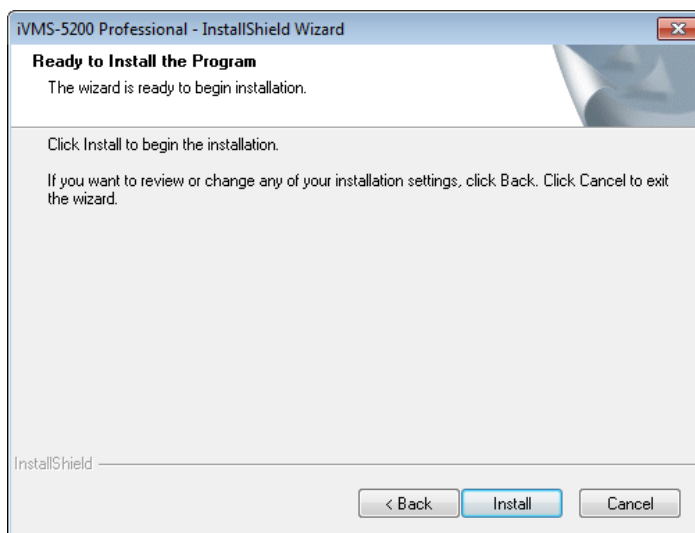 iVMS-5200 Professional - InstallShield Wizard
Ready to Install the Program
The wizard is ready to begin installation.
Click Install to begin the installation.
If you want to review or change any of your installation settings, click Back. Click Cancel to exit
the wizard.
InstallShield
< Back
Install
Cancel